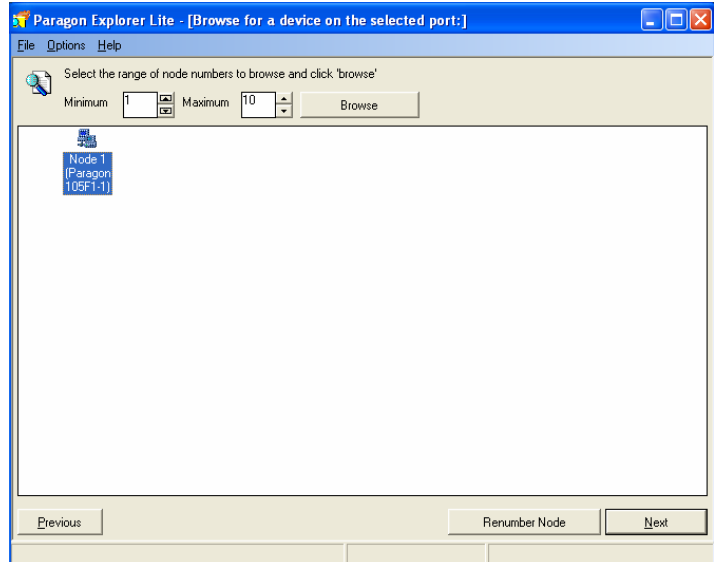 Paragon Explorer Lite - [Browse for a device on the selected port:]
File Options Help
Select the range of node numbers to browse and click 'browse'
Minimum 1 Maximum 10 Browse
Node 1
(Paragon
105F1-1)
Previous Renumber Node Next